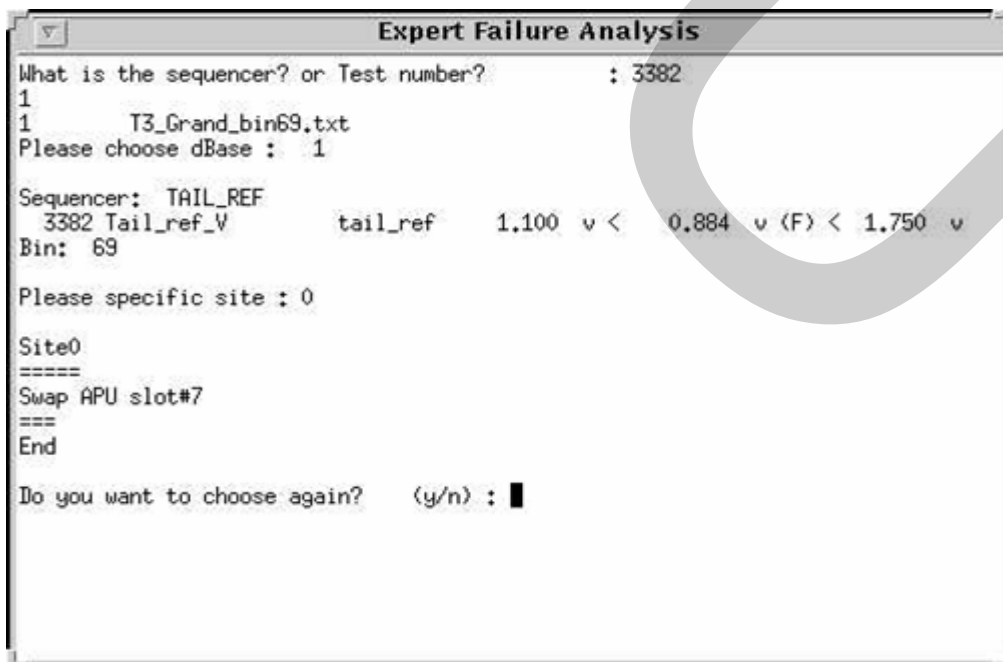 Expert Failure Analysis
What is the sequencer? or Test number? : 3382
1
1 T3_Grand_bin69.txt
Please choose dBase : 1
Sequencer: TAIL_REF
3382 Tail_ref_V tail_ref 1.100 v < 0.884 v (F) < 1.750 v
Bin: 69
Please specific site : 0
Site0
=====
Swap APU slot#7
===
End
Do you want to choose again? (y/n) :